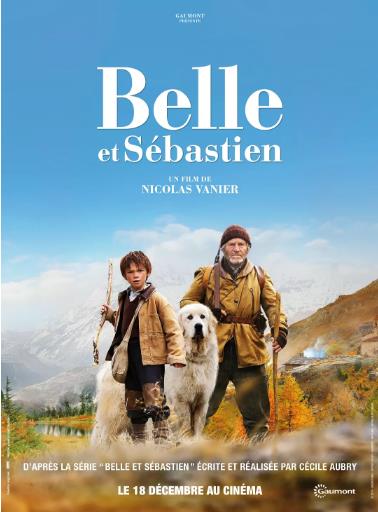 GAUMONT
PRÉSENTE
Belle
et Sébastien
UN FILM DE
NICOLAS VANIER
D'APRÈS LA SÉRIE "BELLE ET SÉBASTIEN" ÉCRITE ET RÉALISÉE PAR CÉCILE AUBRY
LE 18 DÉCEMBRE AU CINÉMA
Gaumont